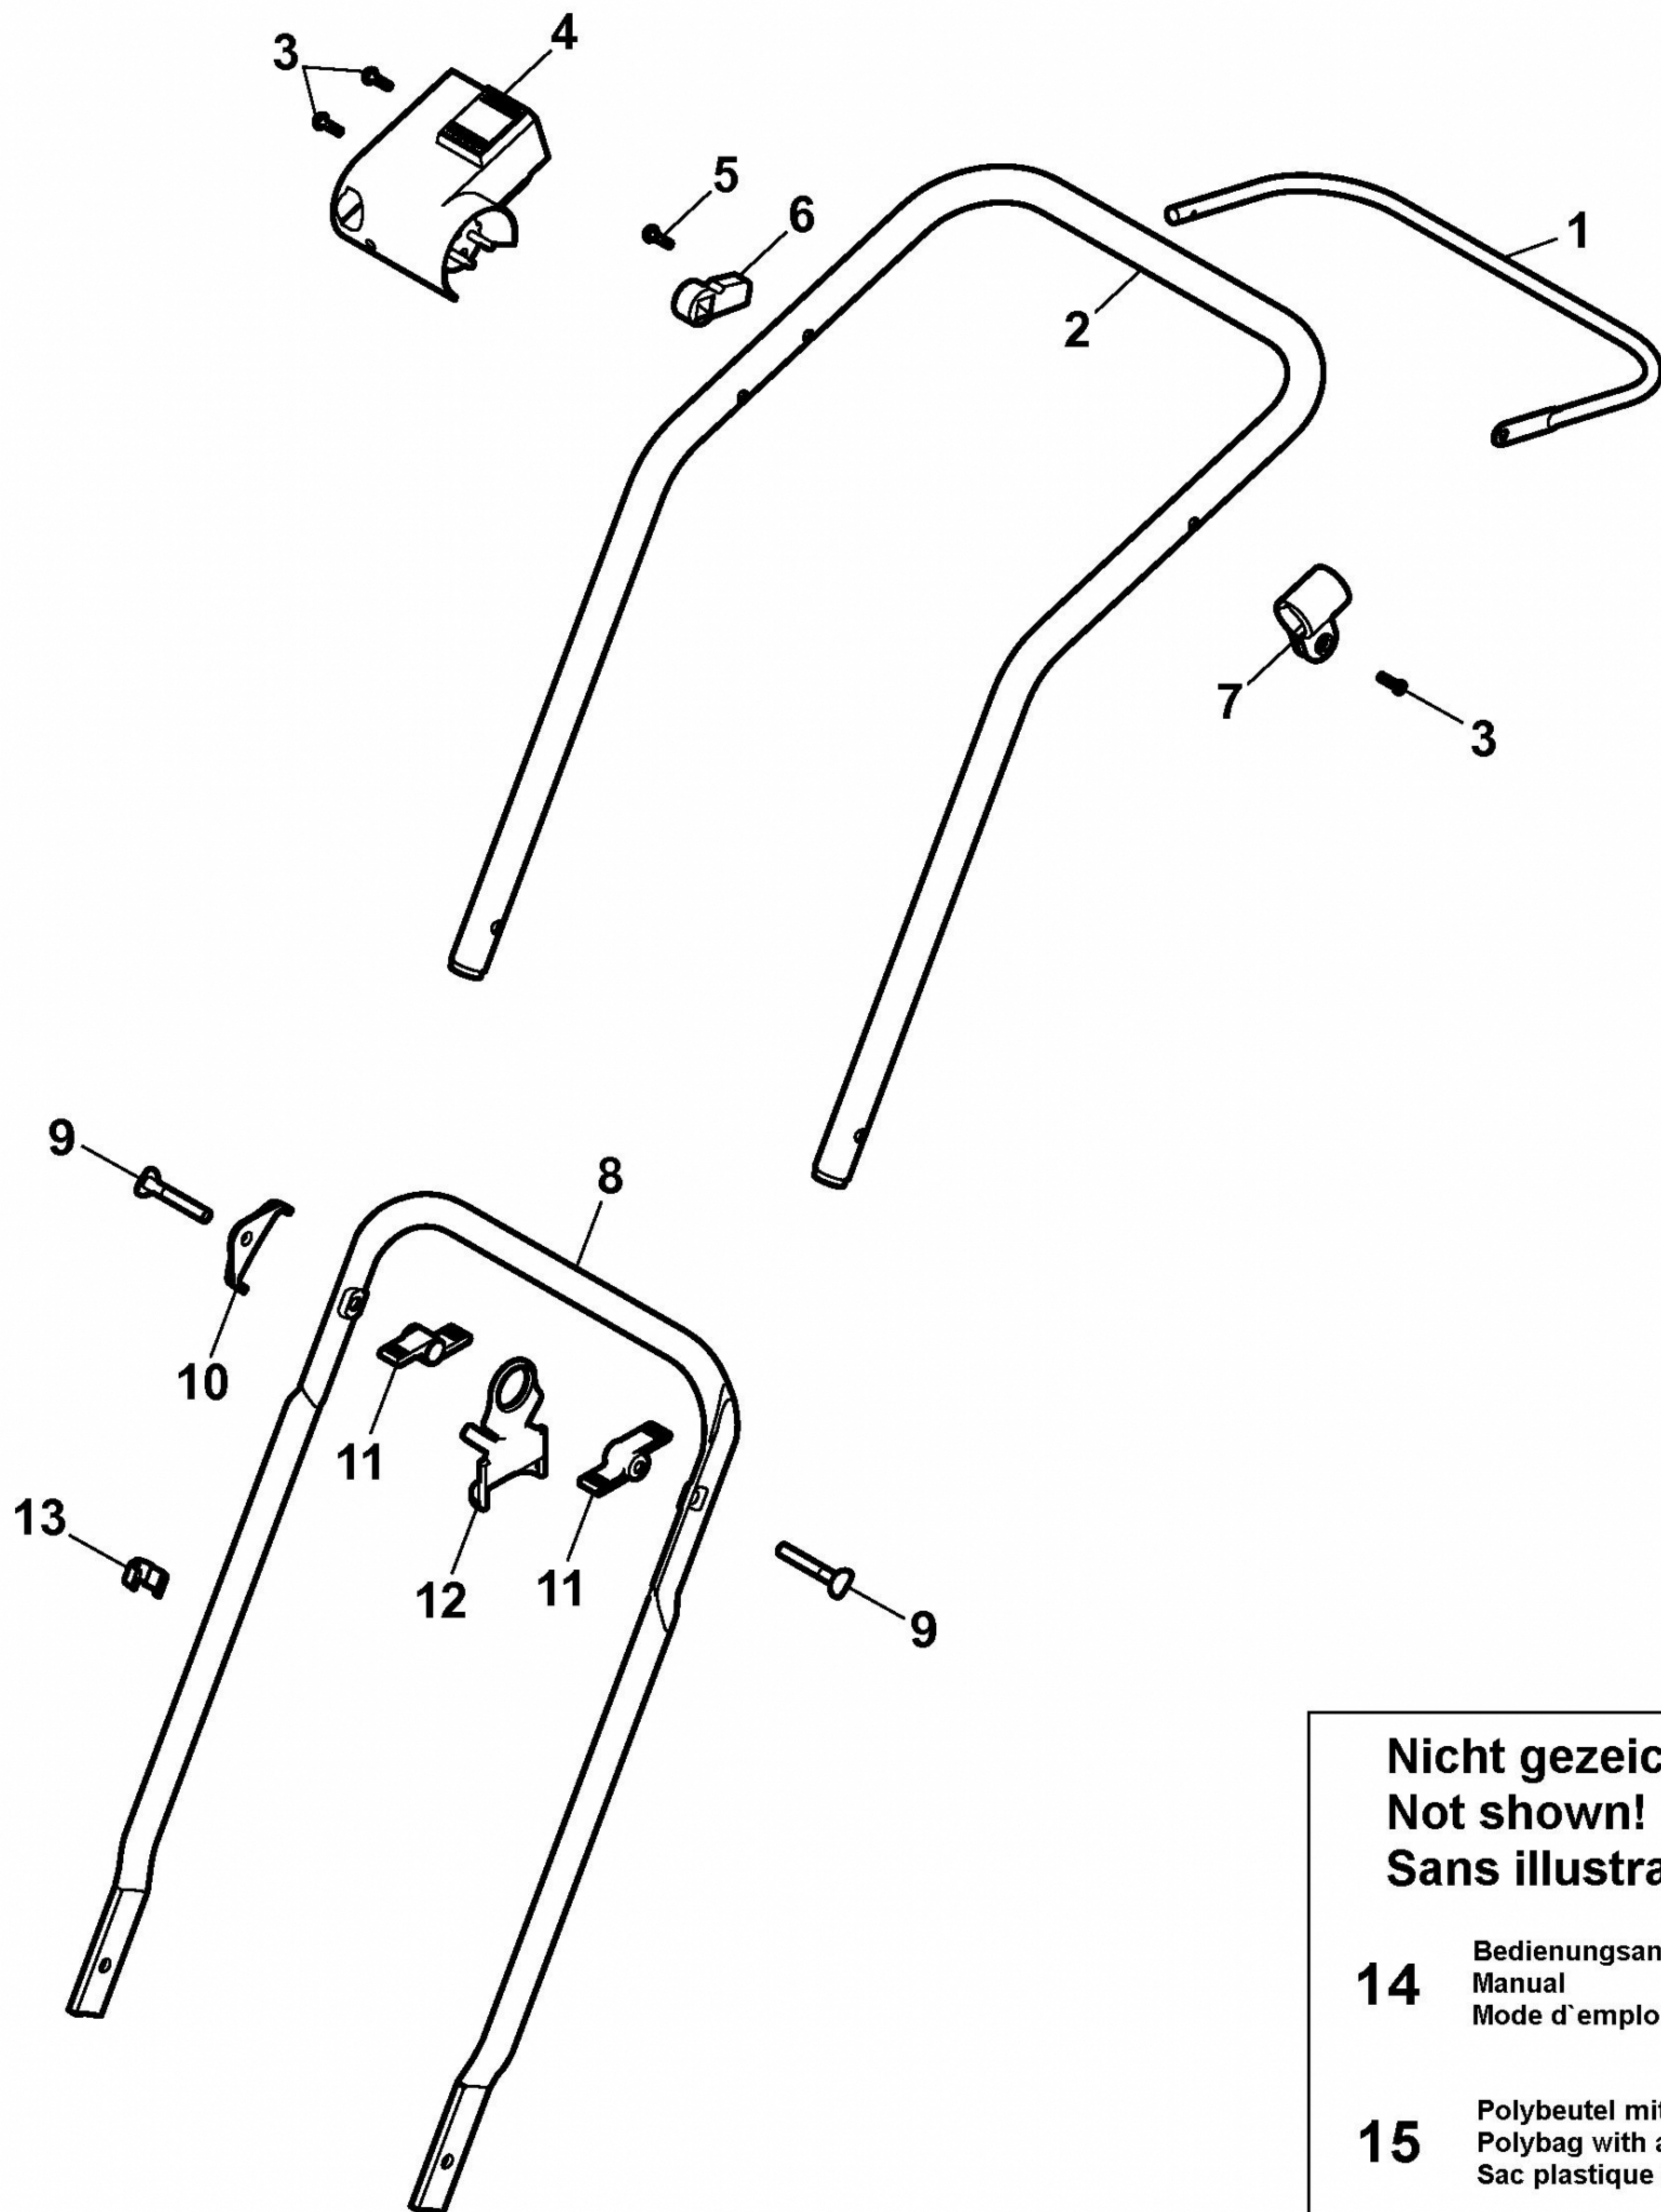 3
4
5
6
1
2
7
3
9
8
10
11
13
12
11
9
Nicht gezeic
Not shown!
Sans illustra
14
Bedienungsan
Manual
Mode d`emplo
15
Polybeutel mit
Polybag with a
Sac plastique